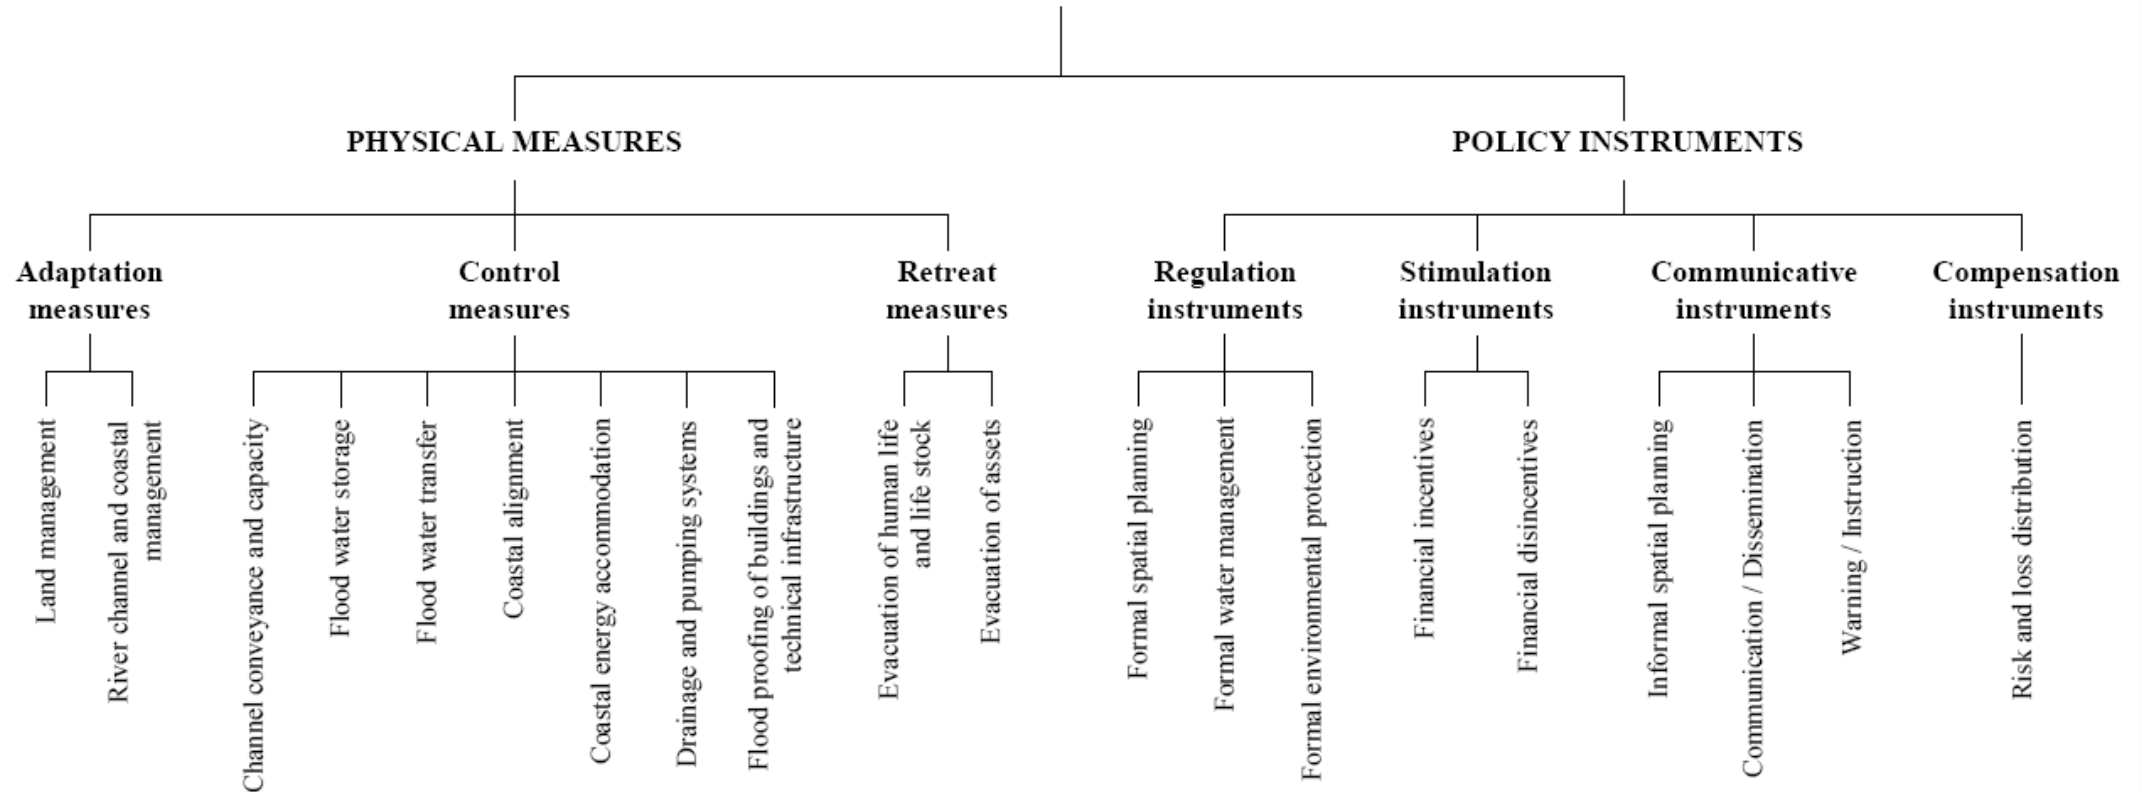 PHYSICAL MEASURES
POLICY INSTRUMENTS
Adaptation
measures
Control
measures
Retreat
measures
Regulation
instruments
Stimulation
instruments
Communicative
instruments
Compensation
instruments
Land management
River channel and coastal
management
Channel conveyance and capacity
Flood water storage
Flood water transfer
Coastal alignment
Coastal energy accommodation
Drainage and pumping systems
Flood proofing of buildings and
technical infrastructure
Evacuation of human life
and life stock
Evacuation of assets
Formal spatial planning
Formal water management
Formal environmental protection
Financial incentives
Financial disincentives
Informal spatial planning
Communication / Dissemination
Warning / Instruction
Risk and loss distribution